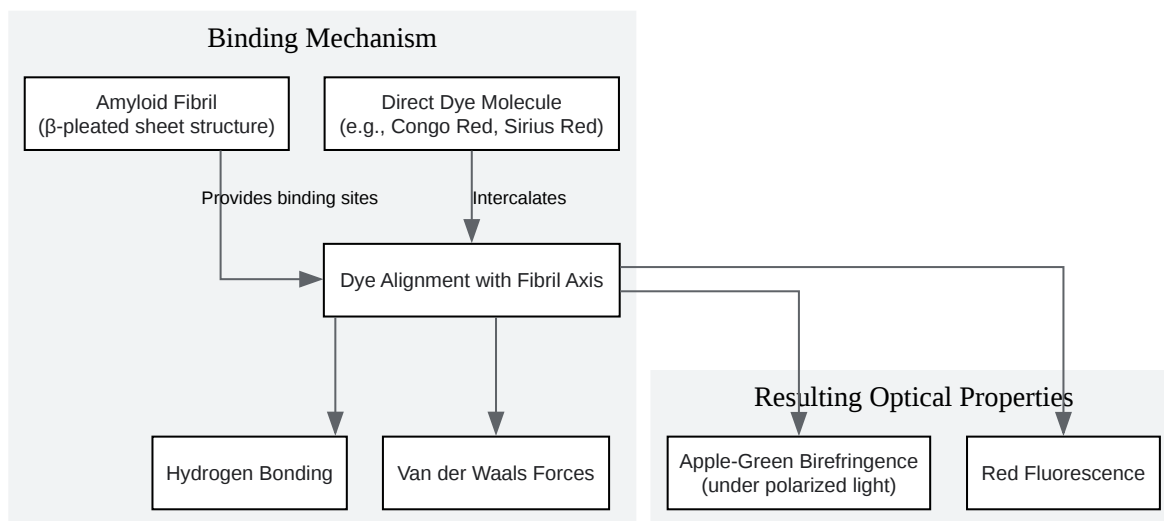 Binding Mechanism
Amyloid Fibril
(β-pleated sheet structure)
Direct Dye Molecule
(e.g., Congo Red, Sirius Red)
Provides binding sites
Intercalates
Dye Alignment with Fibril Axis
Resulting Optical Properties
Hydrogen Bonding
Van der Waals Forces
Apple-Green Birefringence
(under polarized light)
Red Fluorescence